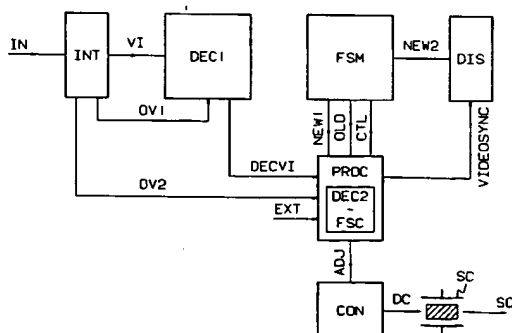 IN
INT
VI
DEC1
FSM
NEW2
DIS
OV1
NEW1
OLD
CTL
VIDEOSYNC
DECVI
PROC
OV2
DEC2
-
FSC
EXT
ADJ
CON
DC
SC
SC